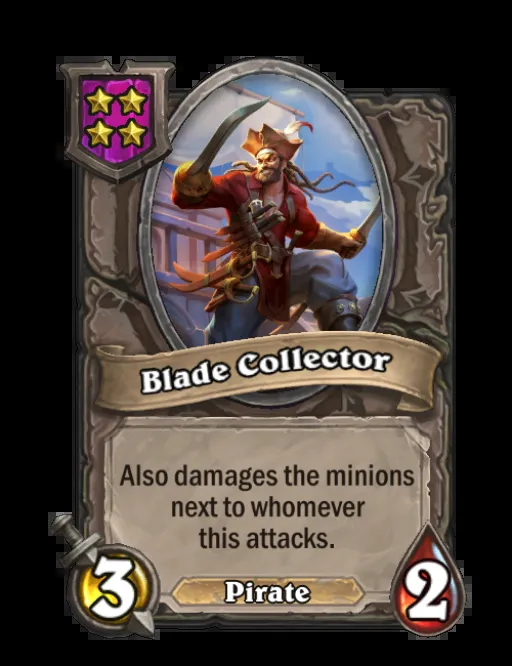 Blade Collector
Also damages the minions
next to whomever
this attacks.
3
Pirate
2